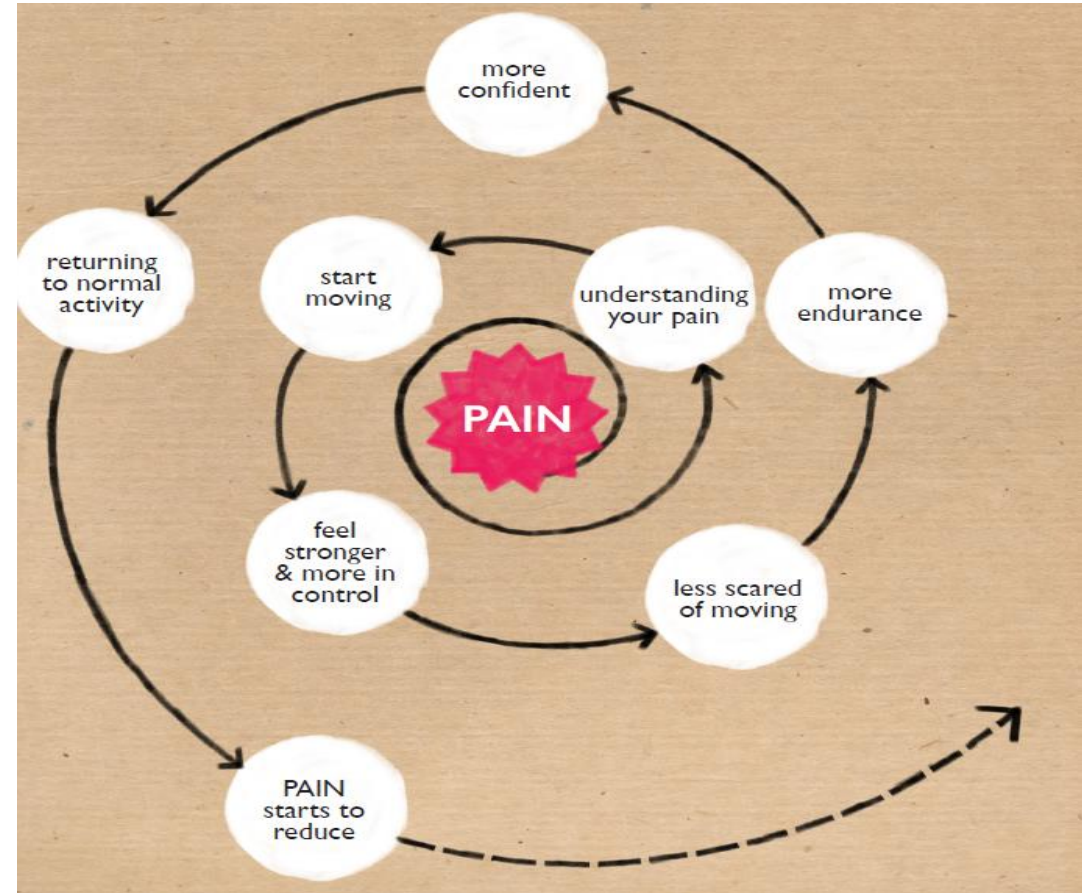 PAIN
understanding
your pain
start
moving
feel
stronger
& more in
control
less scared
of moving
more
endurance
more
confident
returning
to normal
activity
PAIN
starts to
reduce